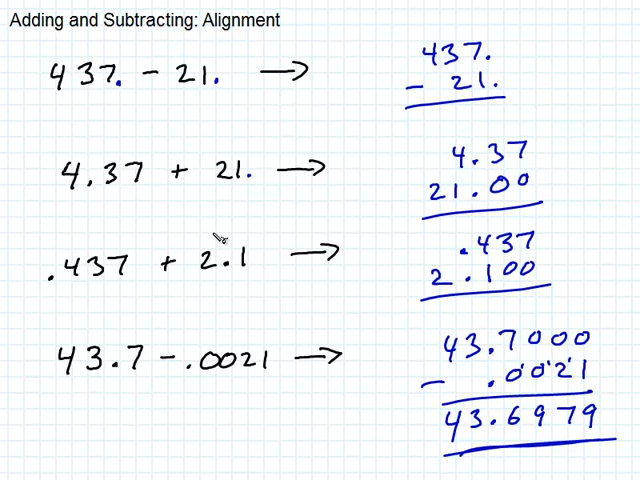 Adding and Subtracting: Alignment
437. - 21. →
437.
- 21.
4.37 + 21. →
4.37
21.00
.437 + 2.1 →
.437
2.100
43.7 - .0021 →
43.7000
- .0021
43.6979